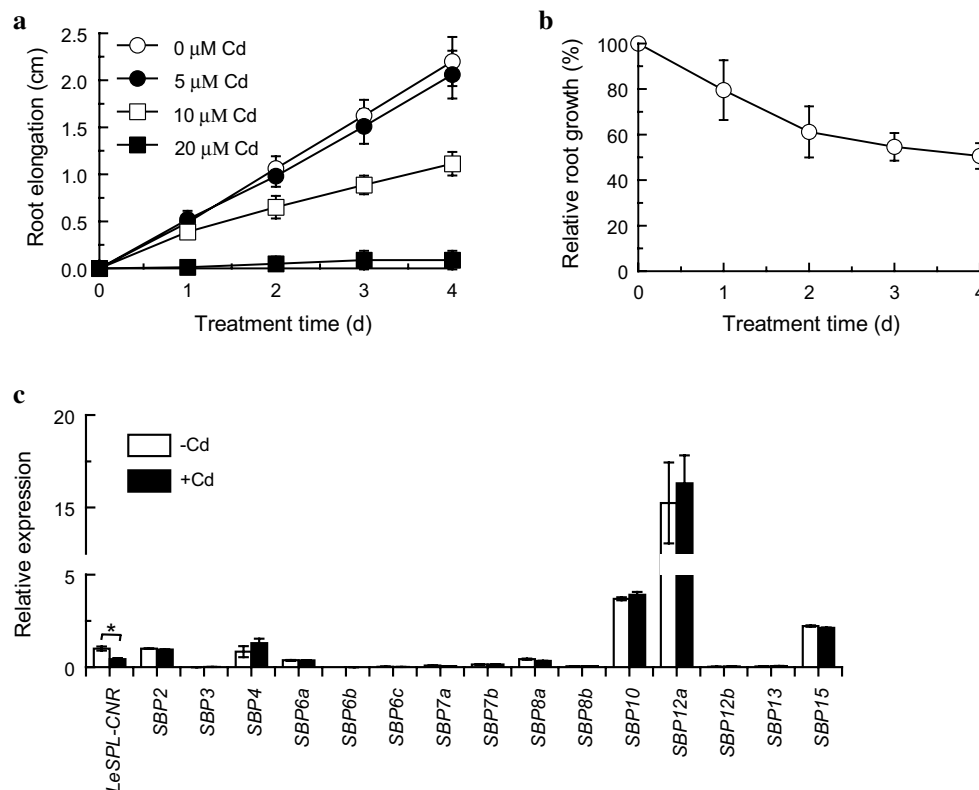 a
2.5
2.0
1.5
1.0
0.5
0.0
Root elongation (cm)
0 μM Cd
5 μM Cd
10 μM Cd
20 μM Cd
0 1 2 3 4
Treatment time (d)
b
100
80
60
40
20
0
Relative root growth (%)
0 1 2 3 4
Treatment time (d)
c
20
15
5
0
Relative expression
-Cd
+Cd
*
LeSPL-CNR
SBP2
SBP3
SBP4
SBP6a
SBP6b
SBP6c
SBP7a
SBP7b
SBP8a
SBP8b
SBP10
SBP12a
SBP12b
SBP13
SBP15